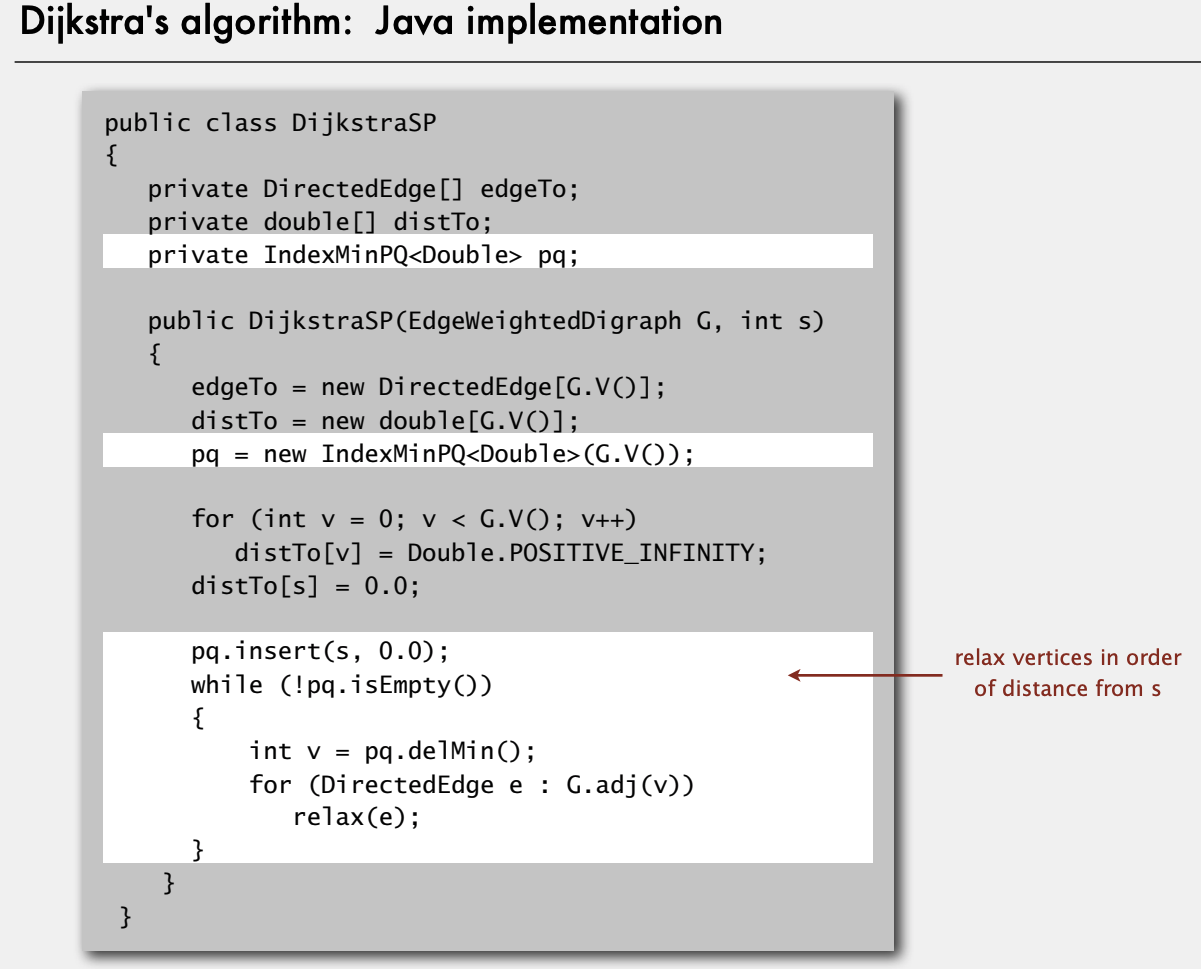 Dijkstra's algorithm: Java implementation
public class DijkstraSP
{
   private DirectedEdge[] edgeTo;
   private double[] distTo;
   private IndexMinPQ<Double> pq;

   public DijkstraSP(EdgeWeightedDigraph G, int s)
   {
      edgeTo = new DirectedEdge[G.V()];
      distTo = new double[G.V()];
      pq = new IndexMinPQ<Double>(G.V());

      for (int v = 0; v < G.V(); v++)
         distTo[v] = Double.POSITIVE_INFINITY;
      distTo[s] = 0.0;

      pq.insert(s, 0.0);
      while (!pq.isEmpty())
      {
          int v = pq.delMin();
          for (DirectedEdge e : G.adj(v))
             relax(e);
      }
    }
 }
relax vertices in order
of distance from s